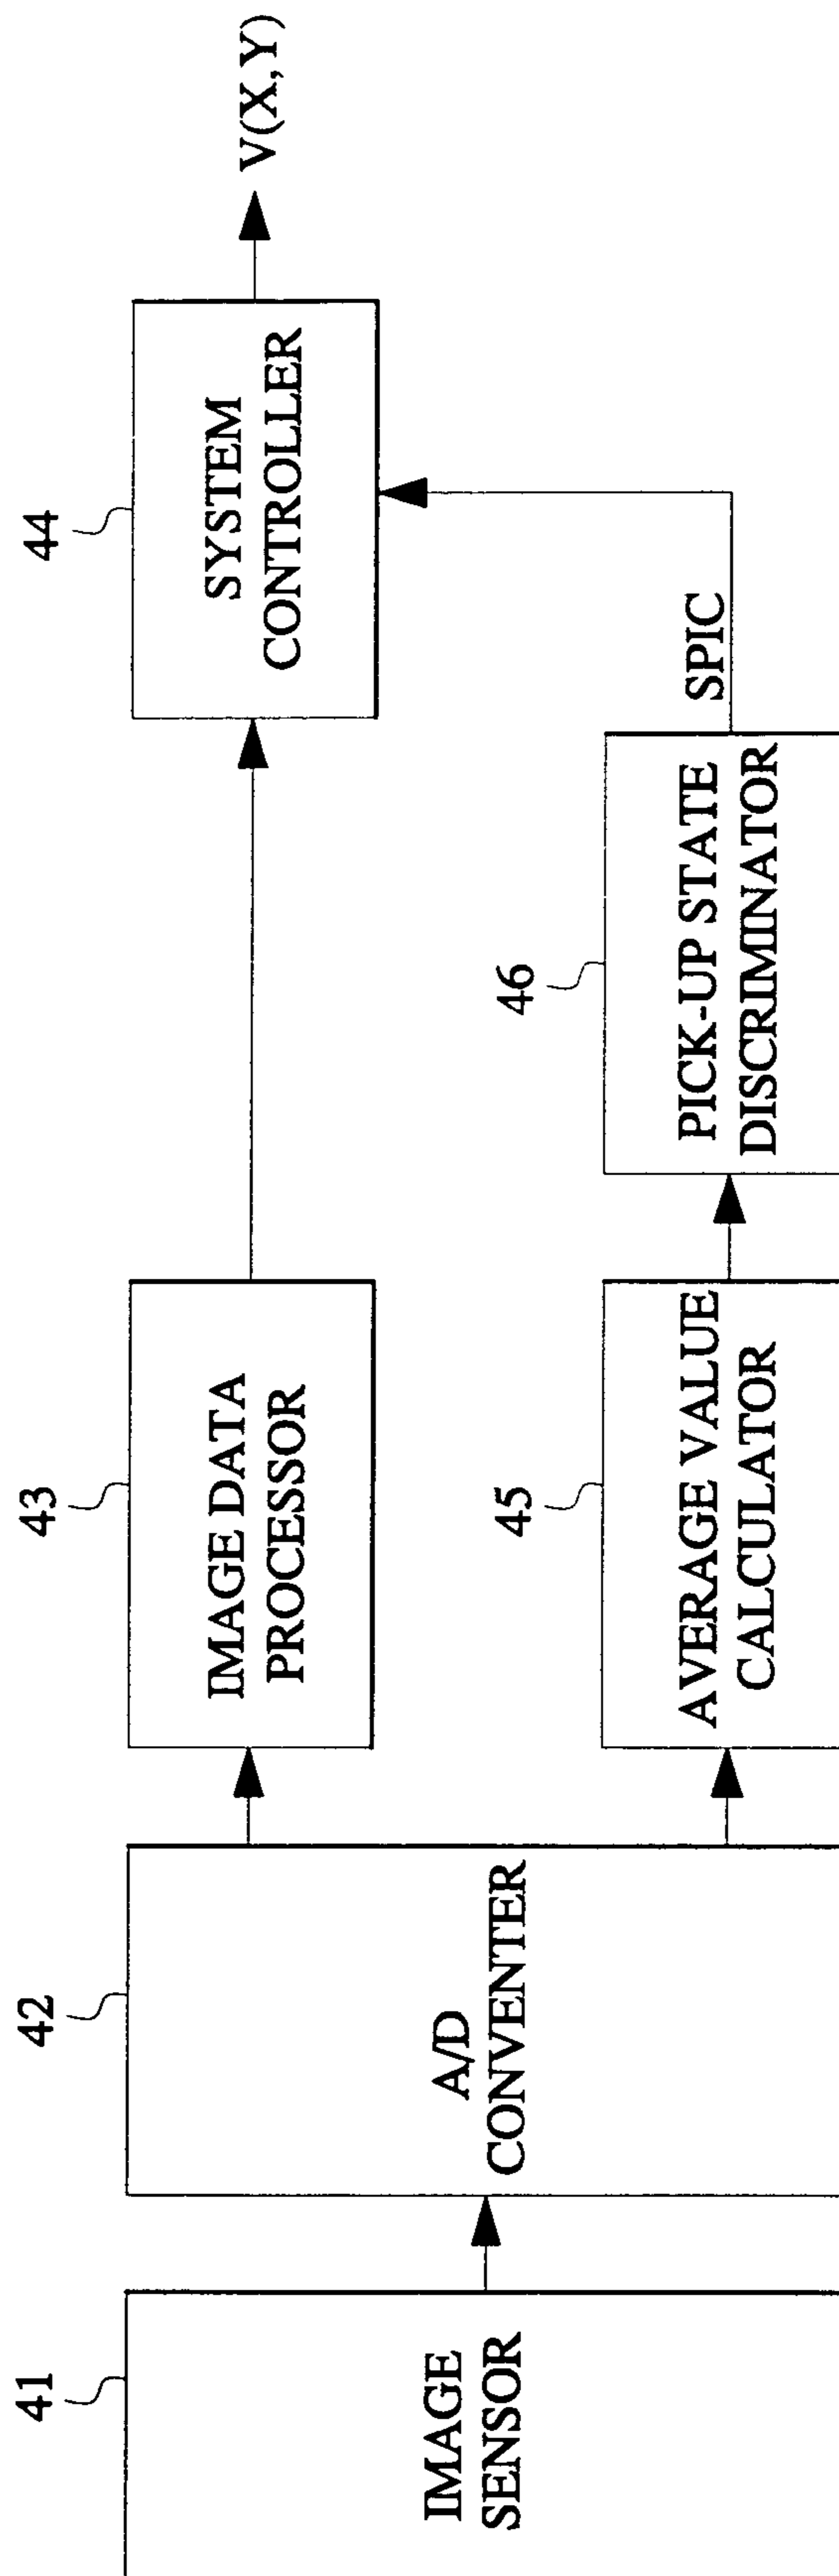 41
IMAGE
SENSOR
42
A/D
CONVENTER
43
IMAGE DATA
PROCESSOR
44
SYSTEM
CONTROLLER
V(X,Y)
45
AVERAGE VALUE
CALCULATOR
46
PICK-UP STATE
DISCRIMINATOR
SPIC